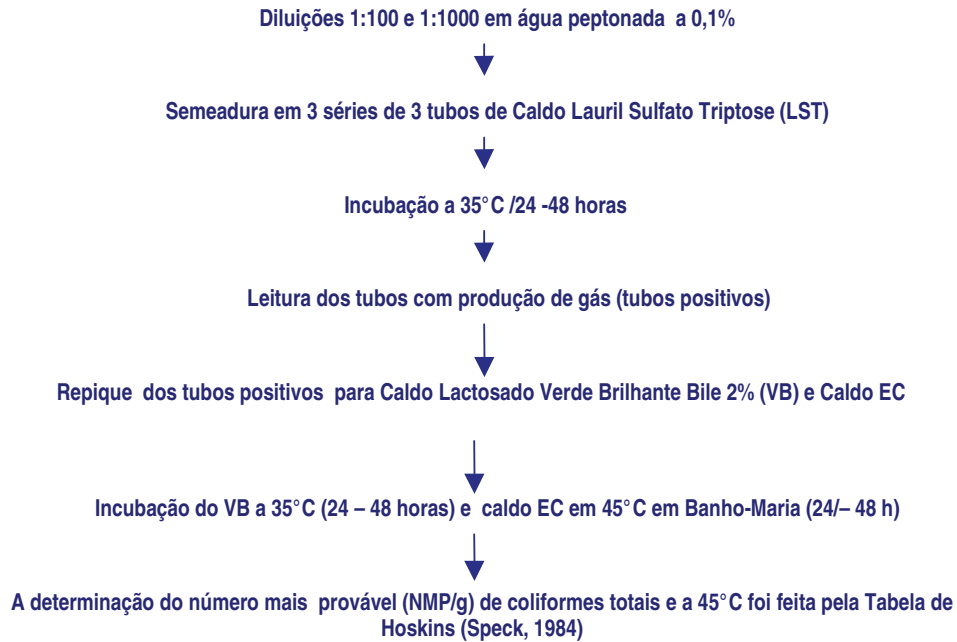 Diluições 1:100 e 1:1000 em água peptonada a 0,1%
Semeadura em 3 séries de 3 tubos de Caldo Lauril Sulfato Triptose (LST)
Incubação a 35°C /24 -48 horas
Leitura dos tubos com produção de gás (tubos positivos)
Repique dos tubos positivos para Caldo Lactosado Verde Brilhante Bile 2% (VB) e Caldo EC
Incubação do VB a 35°C (24 – 48 horas) e caldo EC em 45°C em Banho-Maria (24/– 48 h)
A determinação do número mais provável (NMP/g) de coliformes totais e a 45°C foi feita pela Tabela de
Hoskins (Speck, 1984)